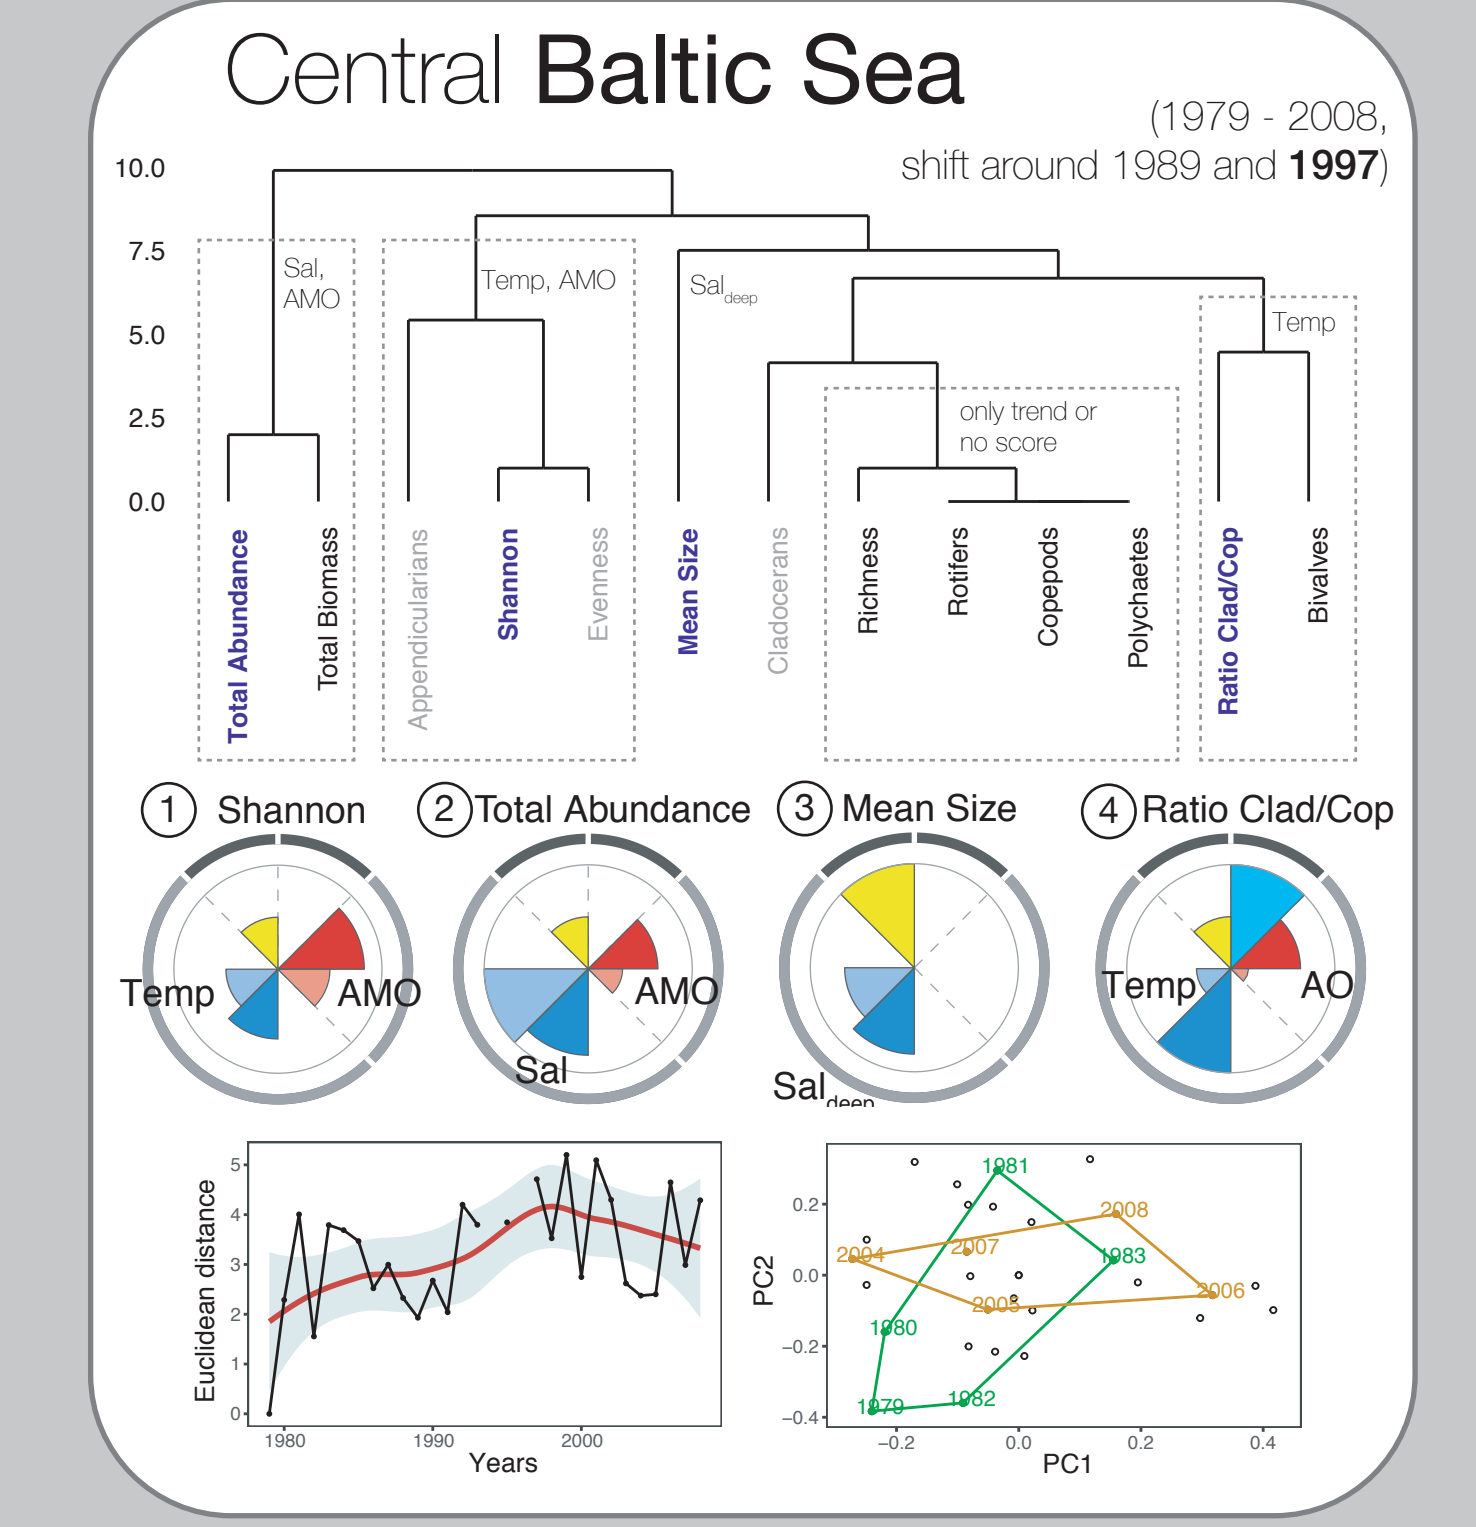 Central Baltic Sea
(1979 - 2008,
shift around 1989 and 1997)
10.0
7.5
5.0
2.5
0.0
Sal,
AMO
Temp, AMO
Sal deep
Temp
only trend or
no score
Total Abundance
Total Biomass
Appendicularians
Shannon
Evenness
Mean Size
Cladocerans
Richness
Rotifers
Copepods
Polychaetes
Ratio Clad/Cop
Bivalves
1 Shannon
2 Total Abundance
3 Mean Size
4 Ratio Clad/Cop
Temp
AMO
AMO
Sal
Sal deep
Temp
AO
Euclidean distance
5
4
3
2
1
0
1980
1990
2000
Years
PC2
0.2
0.0
−0.2
−0.4
1981
2008
2004
2007
1983
2006
2005
1980
1982
1979
−0.2
0.0
0.2
0.4
PC1